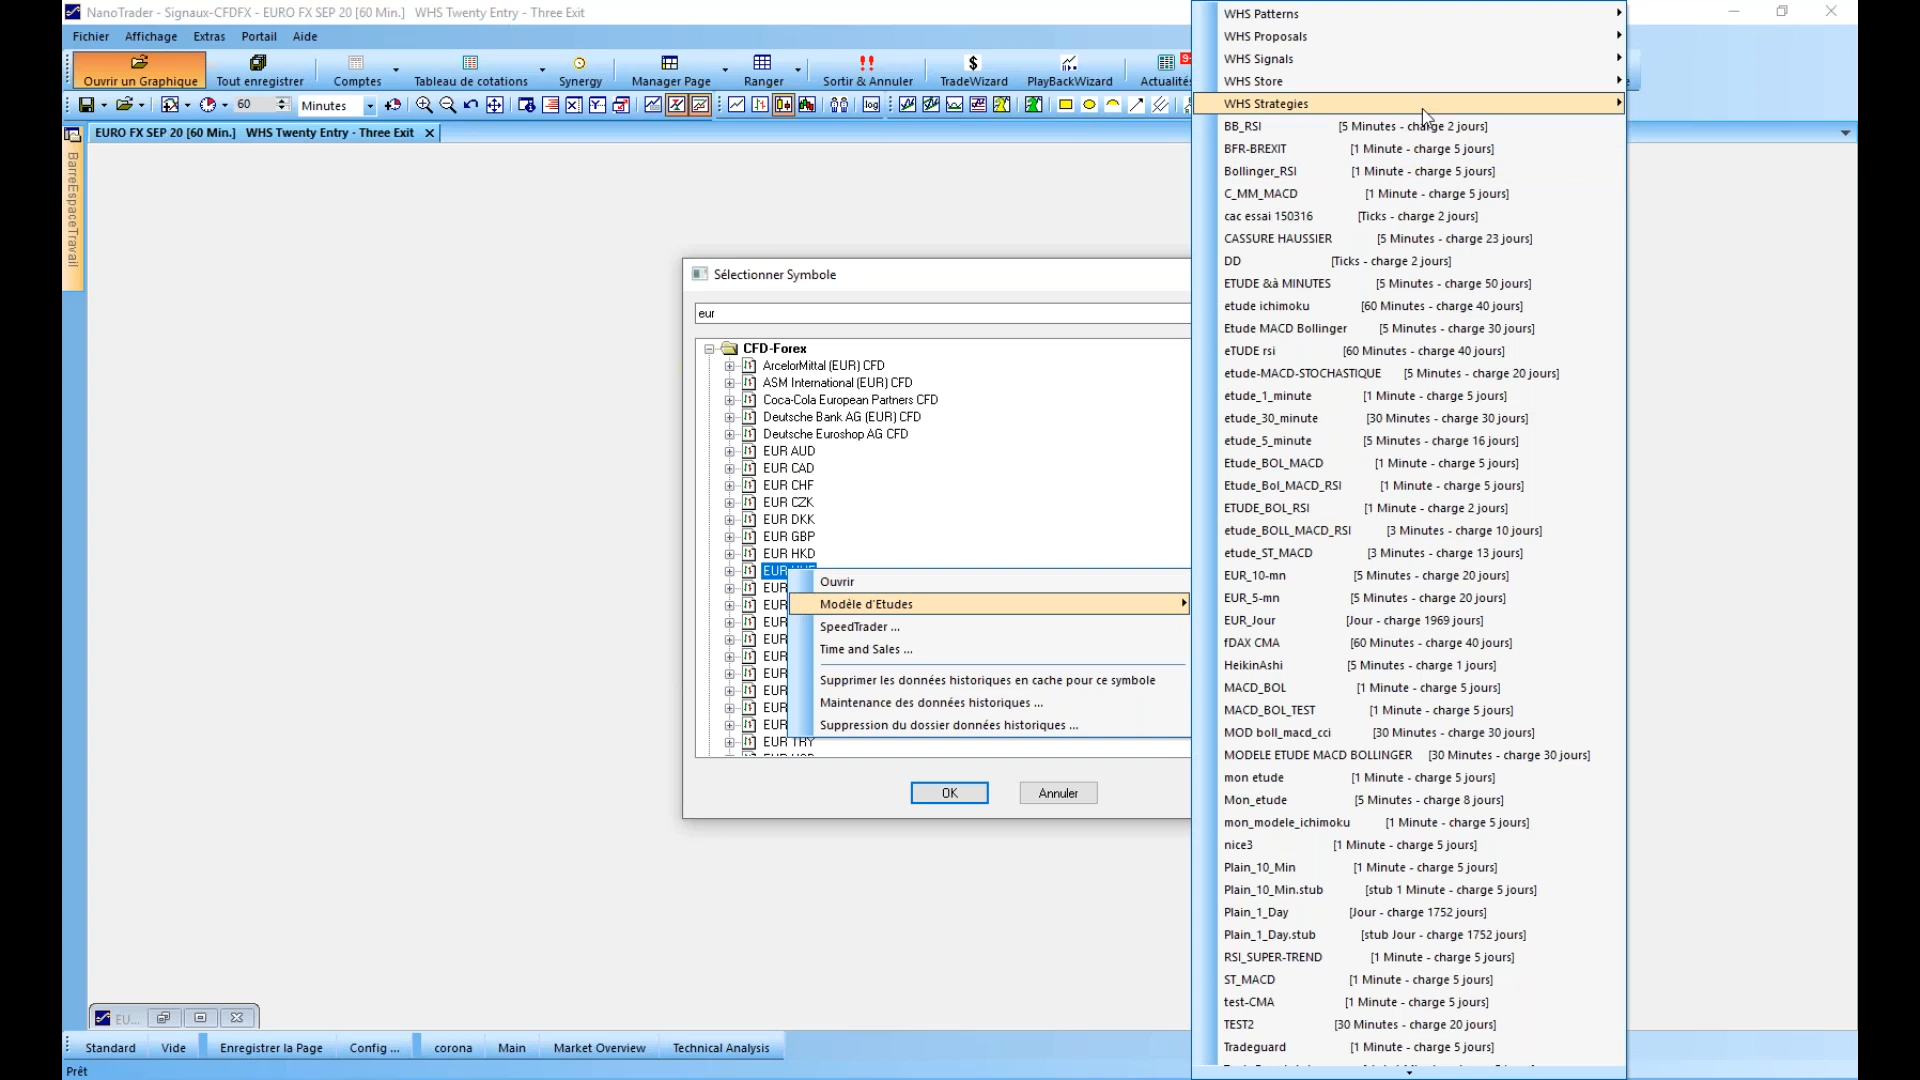 NanoTrader - Signaux-CFDFX - EURO FX SEP 20 [60 Min.]   WHS Twenty Entry - Three Exit
Fichier Affichage Extras Portail Aide
Ouvrir un Graphique Tout enregistrer Comptes Tableau de cotations Synergy Manager Page Ranger Sortir & Annuler TradeWizard PlayBackWizard Actualités
60 Minutes
EURO FX SEP 20 [60 Min.]   WHS Twenty Entry - Three Exit
BarreEspaceTravail
Sélectionner Symbole
eur
CFD-Forex
ArcelorMittal (EUR) CFD
ASM International (EUR) CFD
Coca-Cola European Partners CFD
Deutsche Bank AG (EUR) CFD
Deutsche Euroshop AG CFD
EUR AUD
EUR CAD
EUR CHF
EUR CZK
EUR DKK
EUR GBP
EUR HKD
EUR
EUR
EUR
EUR
EUR
EUR
EUR
EUR
EUR
EUR
EUR TRY
Ouvrir
Modèle d'Etudes
SpeedTrader ...
Time and Sales ...
Supprimer les données historiques en cache pour ce symbole
Maintenance des données historiques ...
Suppression du dossier données historiques ...
OK Annuler
WHS Patterns
WHS Proposals
WHS Signals
WHS Store
WHS Strategies
BB_RSI [5 Minutes - charge 2 jours]
BFR-BREXIT [1 Minute - charge 5 jours]
Bollinger_RSI [1 Minute - charge 5 jours]
C_MM_MACD [1 Minute - charge 5 jours]
cac essai 150316 [Ticks - charge 2 jours]
CASSURE HAUSSIER [5 Minutes - charge 23 jours]
DD [Ticks - charge 2 jours]
ETUDE &à MINUTES [5 Minutes - charge 50 jours]
etude ichimoku [60 Minutes - charge 40 jours]
Etude MACD Bollinger [5 Minutes - charge 30 jours]
eTUDE rsi [60 Minutes - charge 40 jours]
etude-MACD-STOCHASTIQUE [5 Minutes - charge 20 jours]
etude_1_minute [1 Minute - charge 5 jours]
etude_30_minute [30 Minutes - charge 30 jours]
etude_5_minute [5 Minutes - charge 16 jours]
Etude_BOL_MACD [1 Minute - charge 5 jours]
Etude_Bol_MACD_RSI [1 Minute - charge 5 jours]
ETUDE_BOL_RSI [1 Minute - charge 2 jours]
etude_BOLL_MACD_RSI [3 Minutes - charge 10 jours]
etude_ST_MACD [3 Minutes - charge 13 jours]
EUR_10-mn [5 Minutes - charge 20 jours]
EUR_5-mn [5 Minutes - charge 20 jours]
EUR_Jour [Jour - charge 1969 jours]
fDAX CMA [60 Minutes - charge 40 jours]
HeikinAshi [5 Minutes - charge 1 jours]
MACD_BOL [1 Minute - charge 5 jours]
MACD_BOL_TEST [1 Minute - charge 5 jours]
MOD boll_macd_cci [30 Minutes - charge 30 jours]
MODELE ETUDE MACD BOLLINGER [30 Minutes - charge 30 jours]
mon etude [1 Minute - charge 5 jours]
Mon_etude [5 Minutes - charge 8 jours]
mon_modele_ichimoku [1 Minute - charge 5 jours]
nice3 [1 Minute - charge 5 jours]
Plain_10_Min [1 Minute - charge 5 jours]
Plain_10_Min.stub [stub 1 Minute - charge 5 jours]
Plain_1_Day [Jour - charge 1752 jours]
Plain_1_Day.stub [stub Jour - charge 1752 jours]
RSI_SUPER-TREND [1 Minute - charge 5 jours]
ST_MACD [1 Minute - charge 5 jours]
test-CMA [1 Minute - charge 5 jours]
TEST2 [30 Minutes - charge 20 jours]
Tradeguard [1 Minute - charge 5 jours]
EU...
Standard Vide Enregistrer la Page Config ... corona Main Market Overview Technical Analysis
Prêt